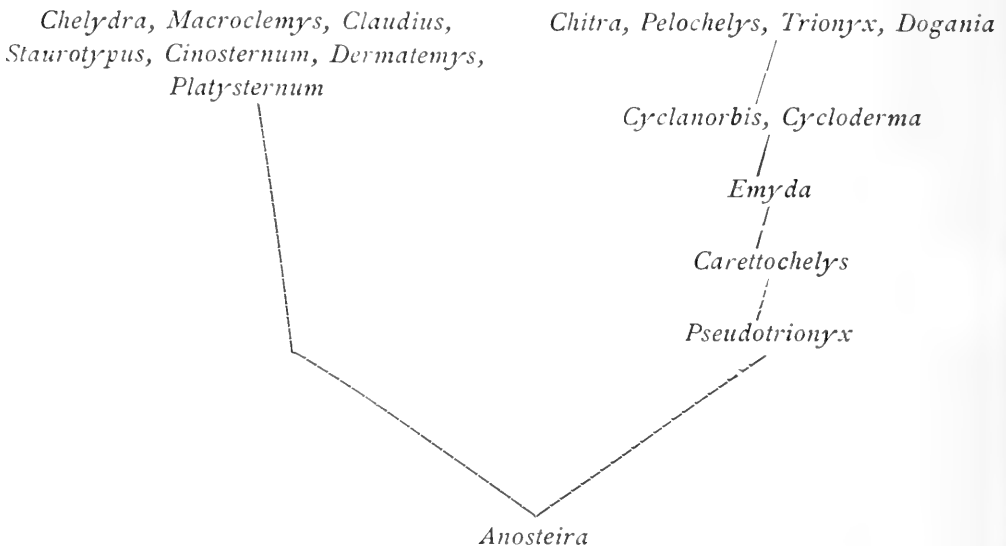 Chelydra, Macroclemys, Claudius,
Staurotypus, Cinosternum, Dermatemys,
Platysternum
Chitra, Pelochelys, Trionyx, Dogania
Cyclanorbis, Cycloderma
Emyda
Carettochelys
Pseudotrionyx
Anosteira